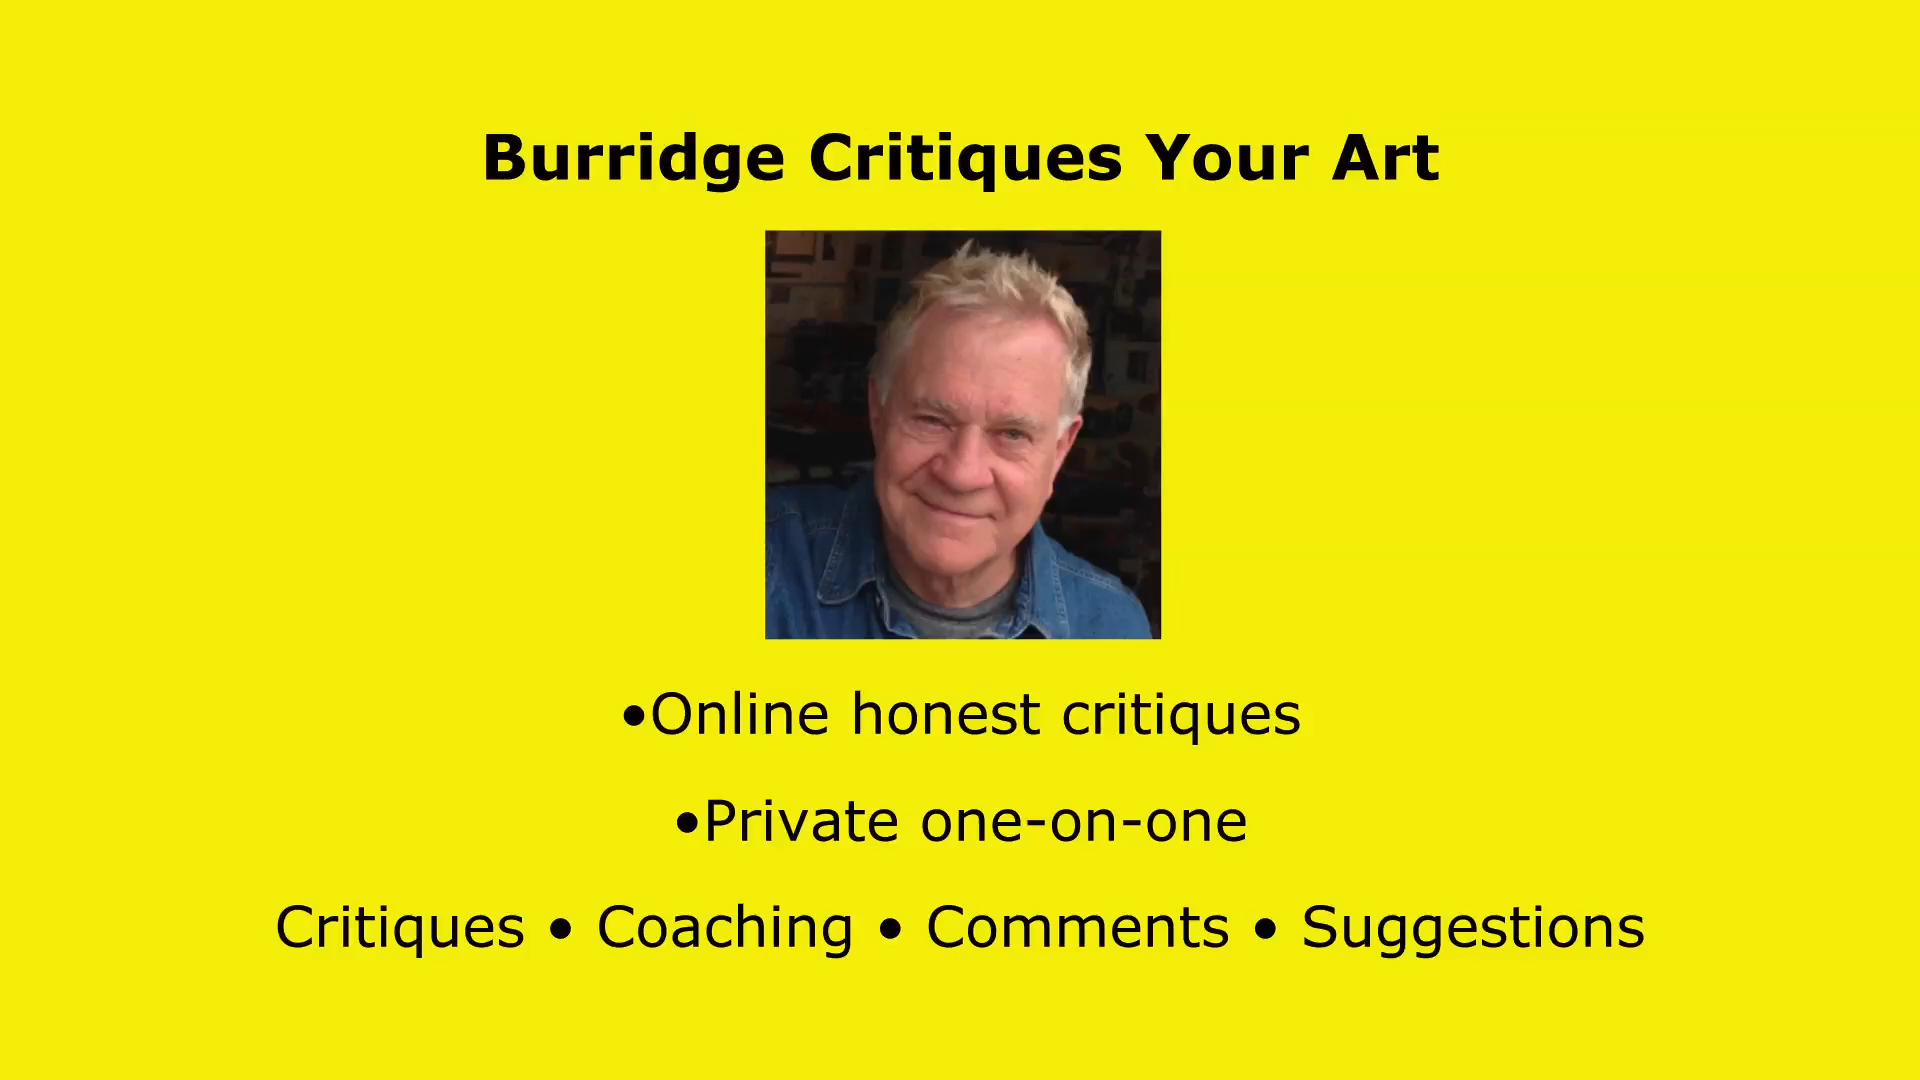 Burridge Critiques Your Art
•Online honest critiques
•Private one-on-one
Critiques • Coaching • Comments • Suggestions